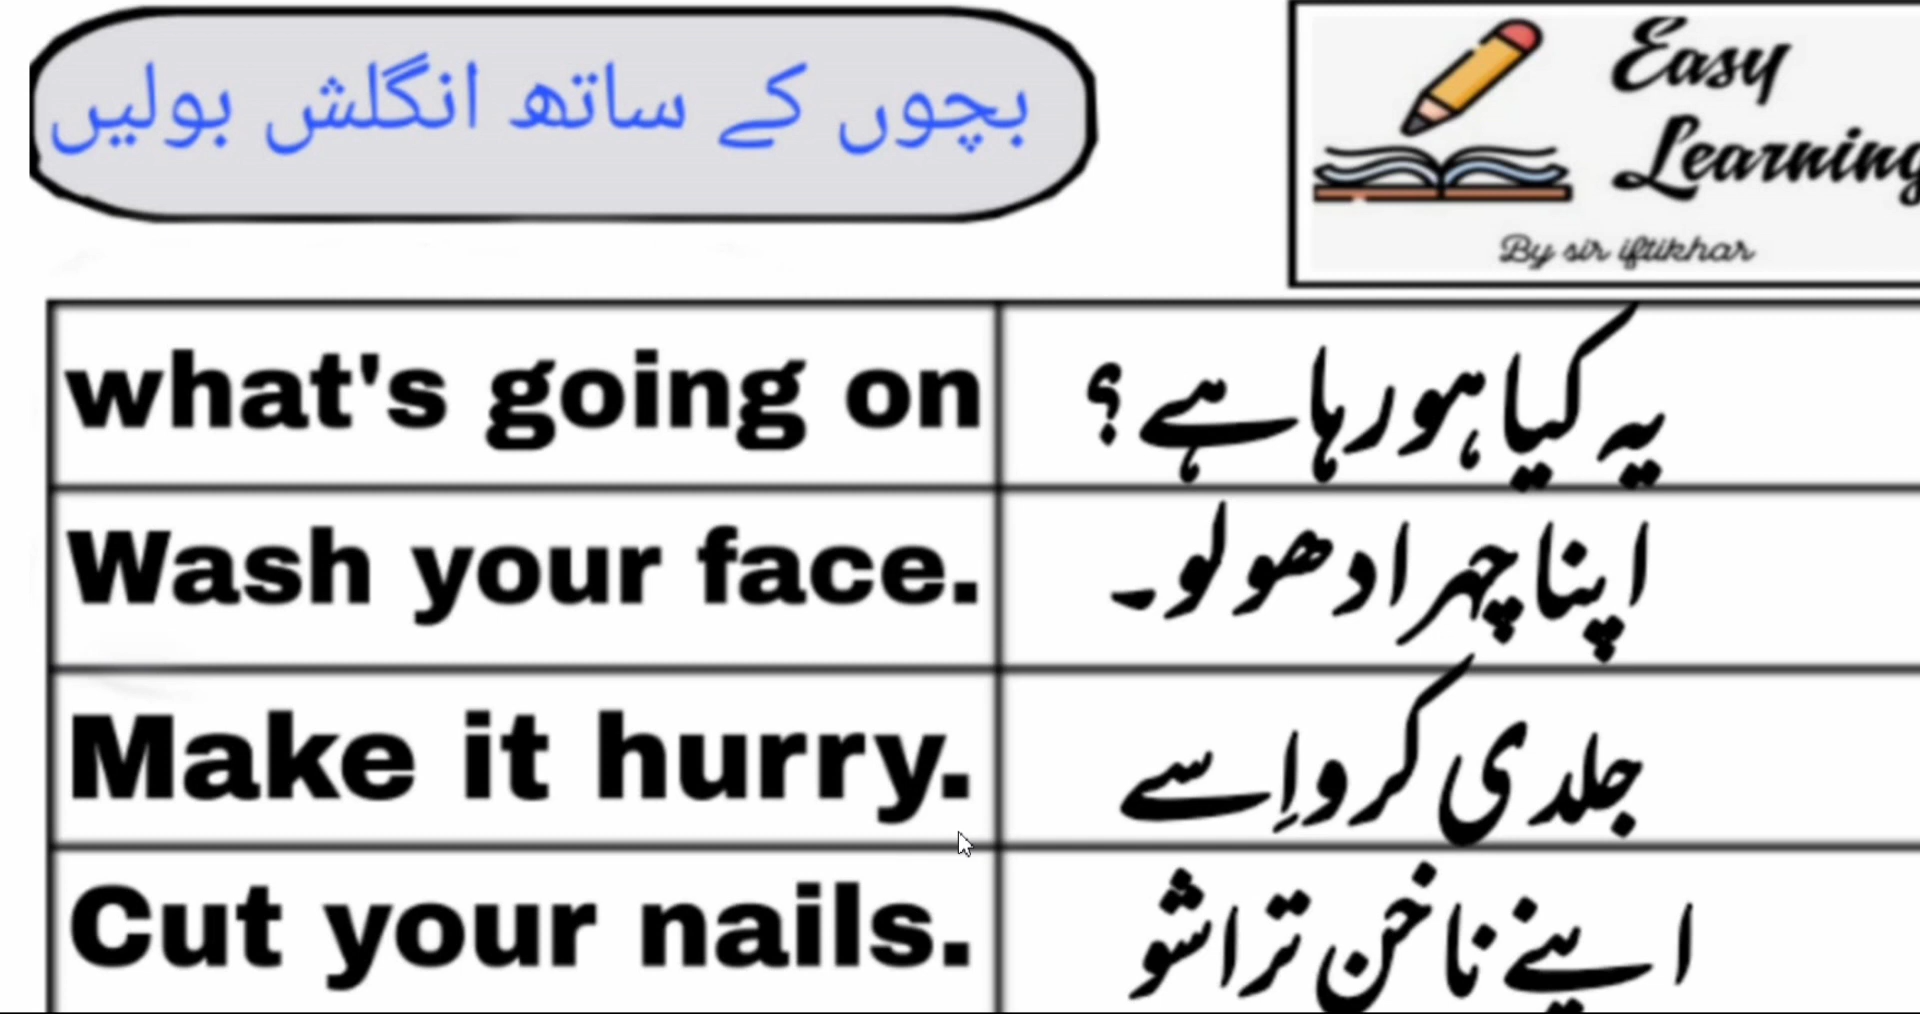 بچوں کے ساتھ انگلش بولیں
Easy
Learning
By sir iftikhar
what's going on
یہ کیا ہو رہا ہے؟
Wash your face.
اپنا چہرا دھو لو۔
Make it hurry.
جلدی کرو اِسے
Cut your nails.
اپنے ناخن تراشو